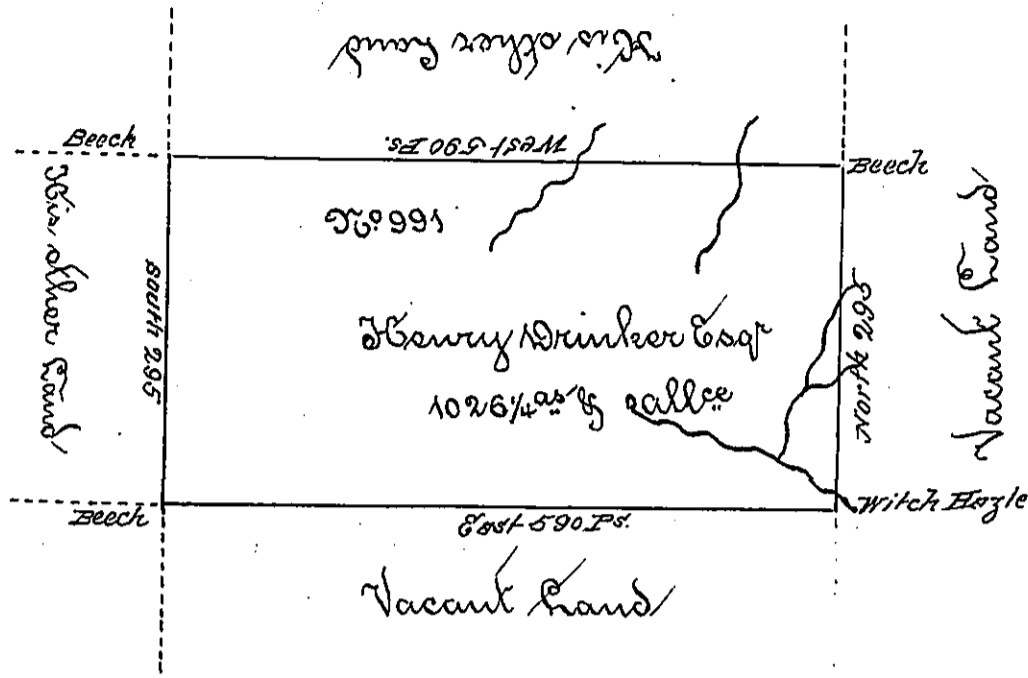 His other Land
Beech
West 590 Ps.
Beech
No 991
His other Land
South 295
Henry Drinker Esqr
1026¼ as & allce
North 295
Vacant Land
Beech
East 590 Ps.
Witch Hazle
Vacant Land